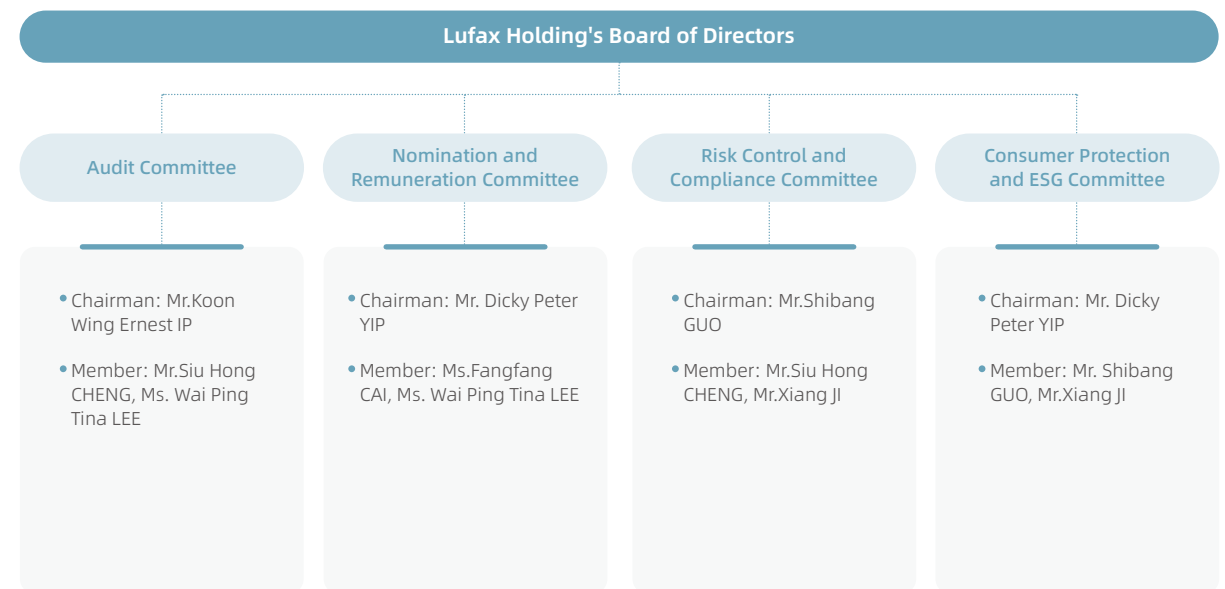 Lufax Holding's Board of Directors
Audit Committee
Nomination and
Remuneration Committee
Risk Control and
Compliance Committee
Consumer Protection
and ESG Committee
• Chairman: Mr.Koon
Wing Ernest IP
• Member: Mr.Siu Hong
CHENG, Ms. Wai Ping
Tina LEE
• Chairman: Mr. Dicky Peter
YIP
• Member: Ms.Fangfang
CAI, Ms. Wai Ping Tina LEE
• Chairman: Mr.Shibang
GUO
• Member: Mr.Siu Hong
CHENG, Mr.Xiang JI
• Chairman: Mr. Dicky
Peter YIP
• Member: Mr. Shibang
GUO, Mr.Xiang JI